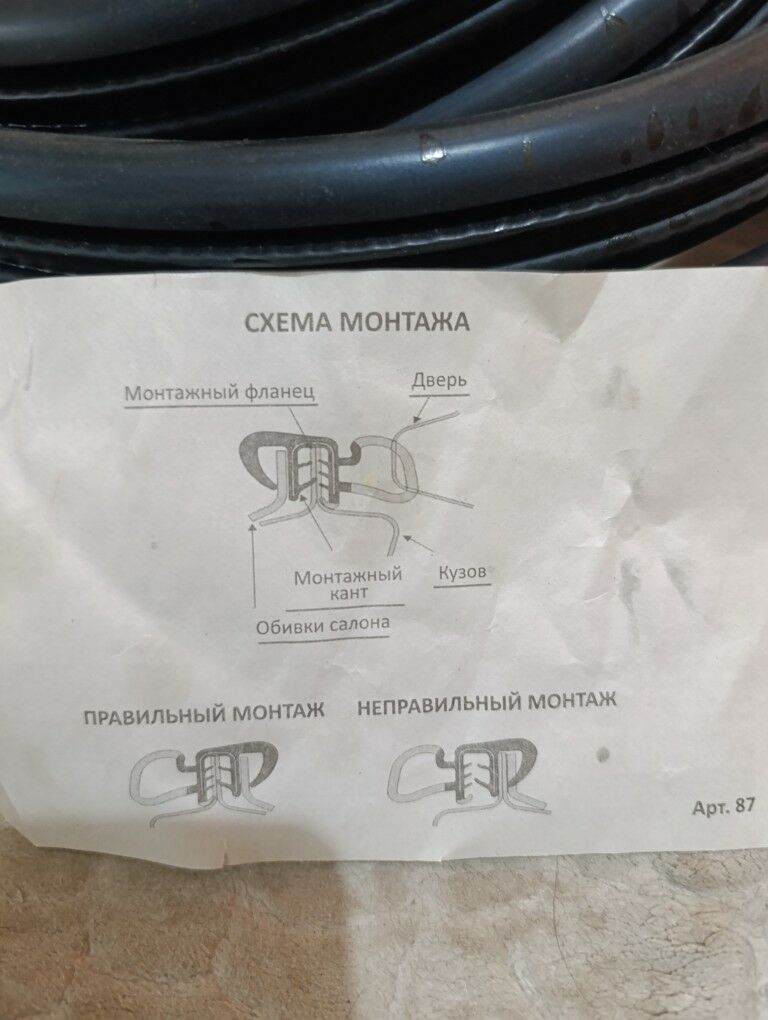 СХЕМА МОНТАЖА
Монтажный фланец
Дверь
Монтажный
кант
Кузов
Обивки салона
ПРАВИЛЬНЫЙ МОНТАЖ
НЕПРАВИЛЬНЫЙ МОНТАЖ
Арт. 87